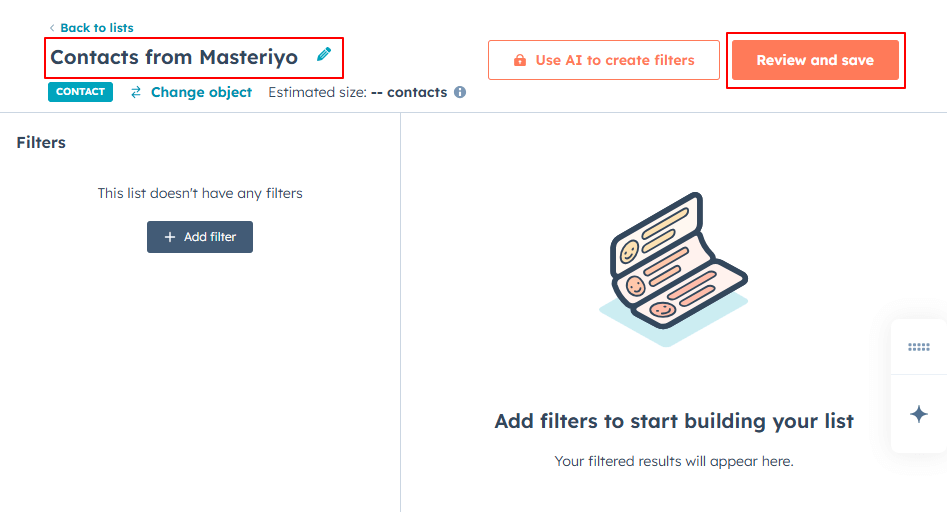 Back to lists
Contacts from Masteriyo
Use AI to create filters
Review and save
CONTACT
Change object
Estimated size: -- contacts
Filters
This list doesn't have any filters
+ Add filter
Add filters to start building your list
Your filtered results will appear here.